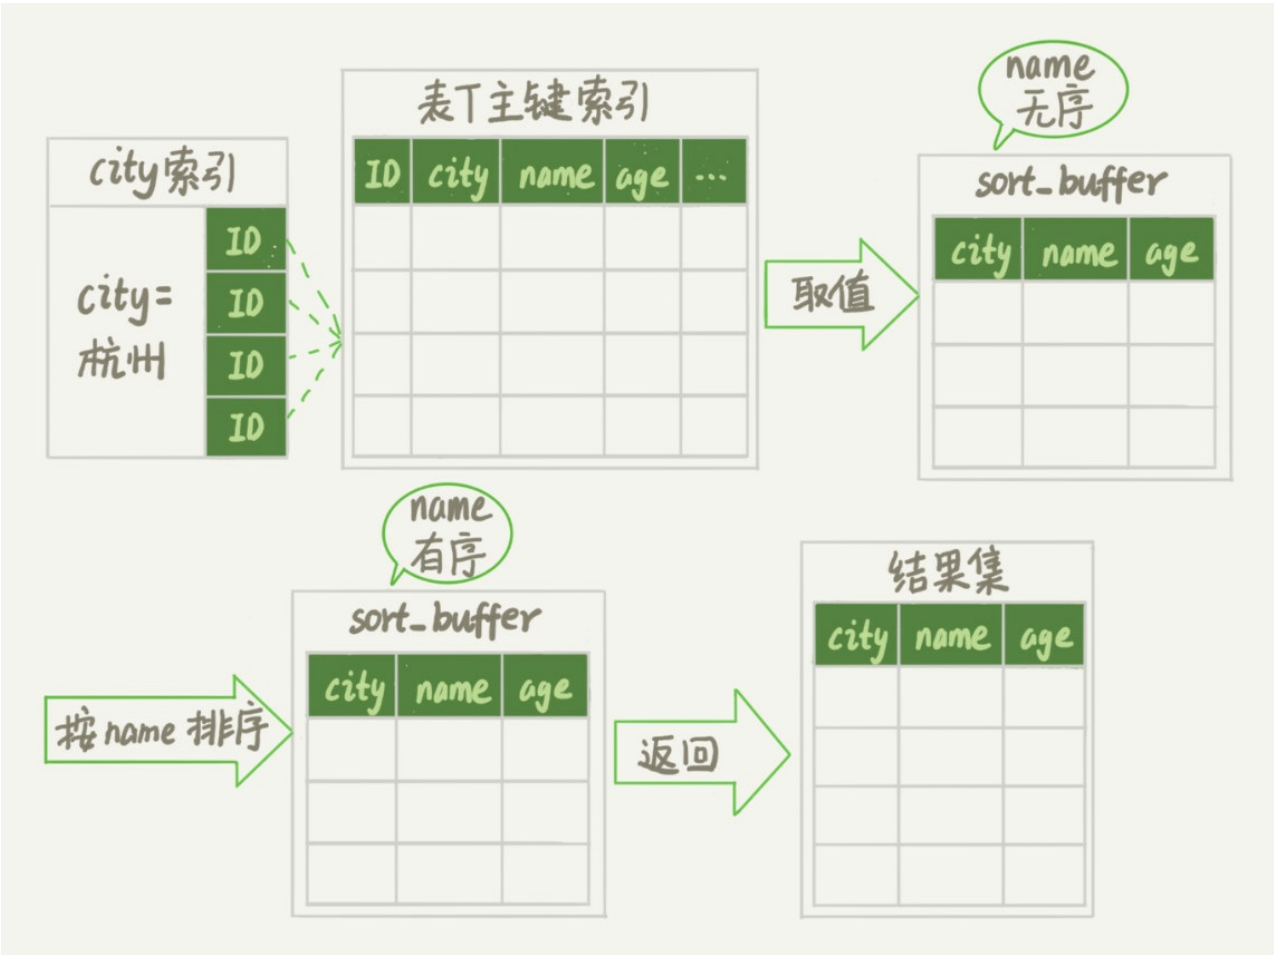 city索引
city=
杭州
ID
ID
ID
ID
表T主键索引
ID city name age ...
取值
name
无序
sort_buffer
city name age
按name排序
name
有序
sort_buffer
city name age
返回
结果集
city name age